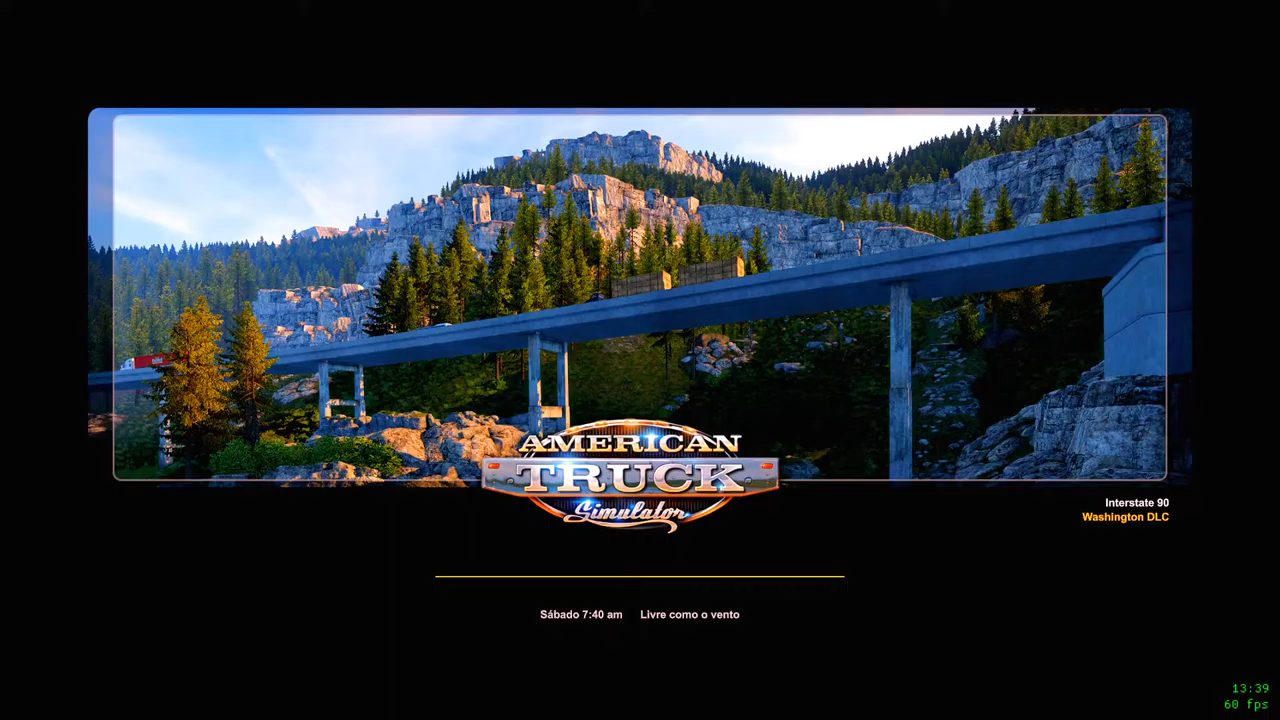 AMERICAN
TRUCK
Simulator
Interstate 90
Washington DLC
Sábado 7:40 am Livre como o vento
13:39
60 fps